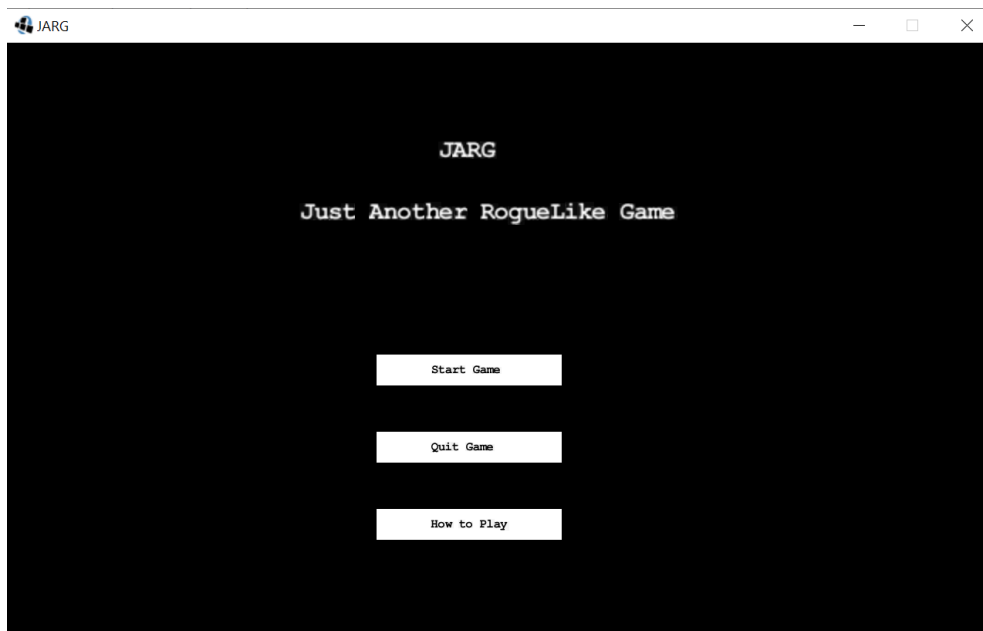 JARG
JARG
Just Another RogueLike Game
Start Game
Quit Game
How to Play